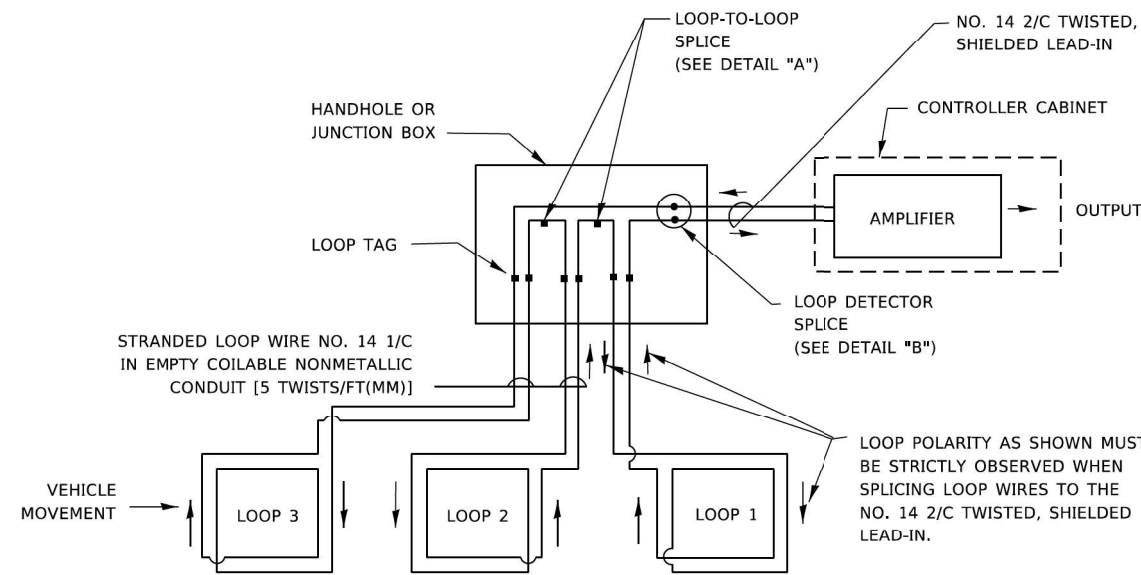 LOOP-TO-LOOP
SPLICE
(SEE DETAIL "A")
NO. 14 2/C TWISTED,
SHIELDED LEAD-IN
HANDHOLE OR
JUNCTION BOX
CONTROLLER CABINET
AMPLIFIER
OUTPUT
LOOP TAG
LOOP DETECTOR
SPLICE
(SEE DETAIL "B")
STRANDED LOOP WIRE NO. 14 1/C
IN EMPTY COILABLE NONMETALLIC
CONDUIT [5 TWISTS/FT(MM)]
LOOP POLARITY AS SHOWN MUST
BE STRICTLY OBSERVED WHEN
SPLICING LOOP WIRES TO THE
NO. 14 2/C TWISTED, SHIELDED
LEAD-IN.
VEHICLE
MOVEMENT
LOOP 3
LOOP 2
LOOP 1